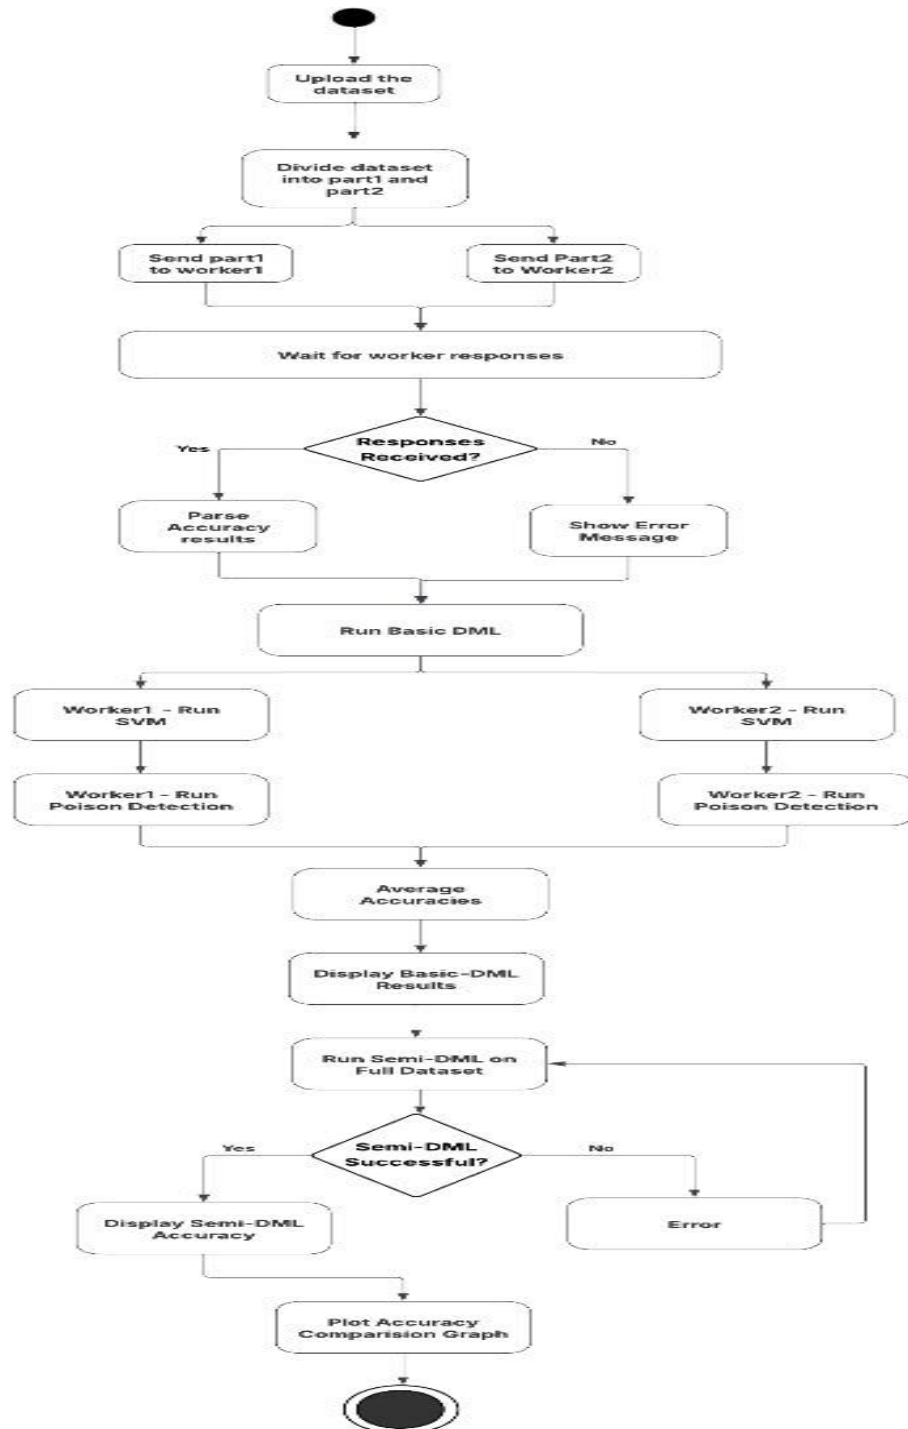 Upload the
dataset
Divide dataset
into part1 and
part2
Send part1
to worker1
Send Part2
to Worker2
Wait for worker responses
Responses
Received?
Yes
No
Parse
Accuracy
results
Show Error
Message
Run Basic DML
Worker1 - Run
SVM
Worker2 - Run
SVM
Worker1 - Run
Poison Detection
Worker2 - Run
Poison Detection
Average
Accuracies
Display Basic-DML
Results
Run Semi-DML on
Full Dataset
Yes
Semi-DML
Successful?
No
Display Semi-DML
Accuracy
Error
Plot Accuracy
Comparision Graph